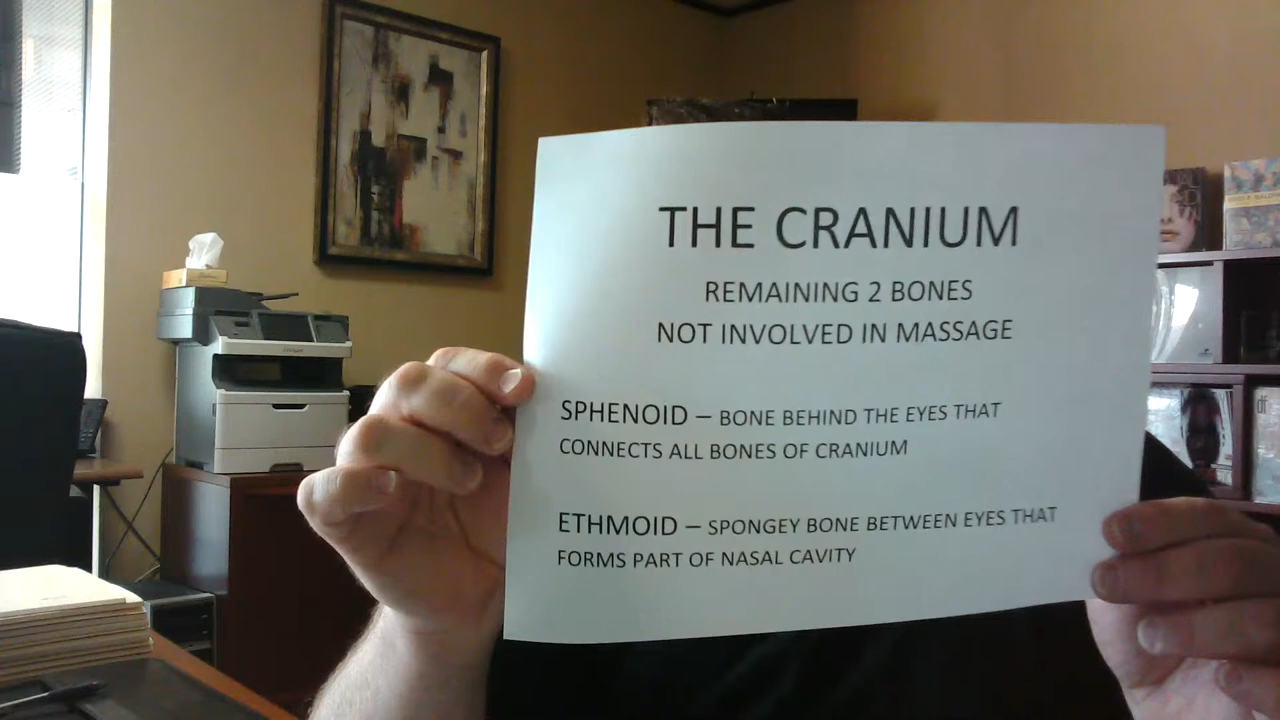 THE CRANIUM
REMAINING 2 BONES
NOT INVOLVED IN MASSAGE
SPHENOID – BONE BEHIND THE EYES THAT
CONNECTS ALL BONES OF CRANIUM
ETHMOID – SPONGEY BONE BETWEEN EYES THAT
FORMS PART OF NASAL CAVITY